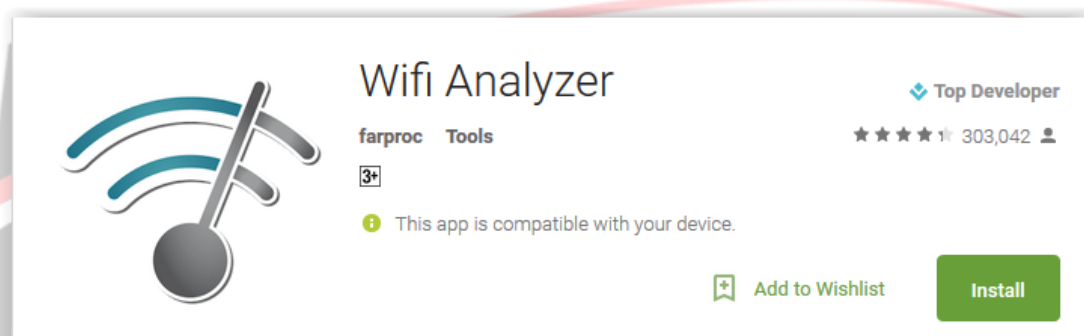 Wifi Analyzer
Top Developer
farproc Tools
303,042
3+
This app is compatible with your device.
Add to Wishlist
Install